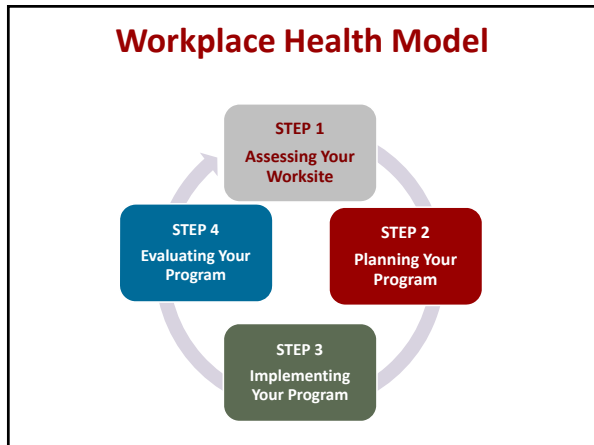 Workplace Health Model
STEP 1
Assessing Your
Worksite
STEP 2
Planning Your
Program
STEP 3
Implementing
Your Program
STEP 4
Evaluating Your
Program